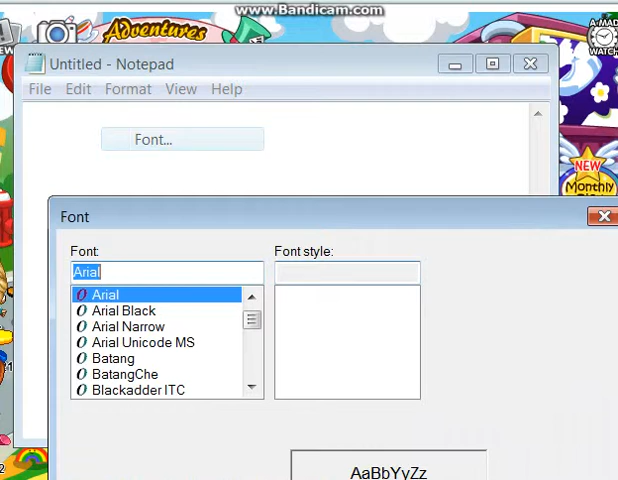 www.Bandicam.com
Adventures
A-MAD
WATCH
Untitled - Notepad
File Edit Format View Help
Font...
NEW
Monthly
Font
Font: Font style:
Arial
Arial
Arial Black
Arial Narrow
Arial Unicode MS
Batang
BatangChe
Blackadder ITC
AaBbYyZz